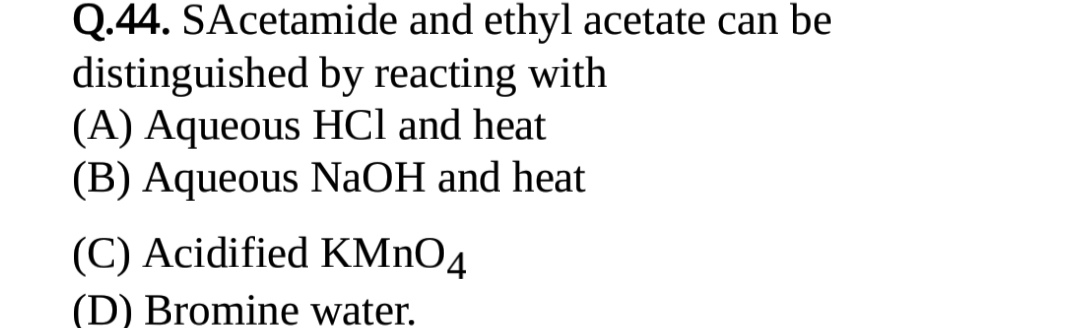 Q.44. SAcetamide and ethyl acetate can be
distinguished by reacting with
(A) Aqueous HCl and heat
(B) Aqueous NaOH and heat
(C) Acidified KMnO4
(D) Bromine water.